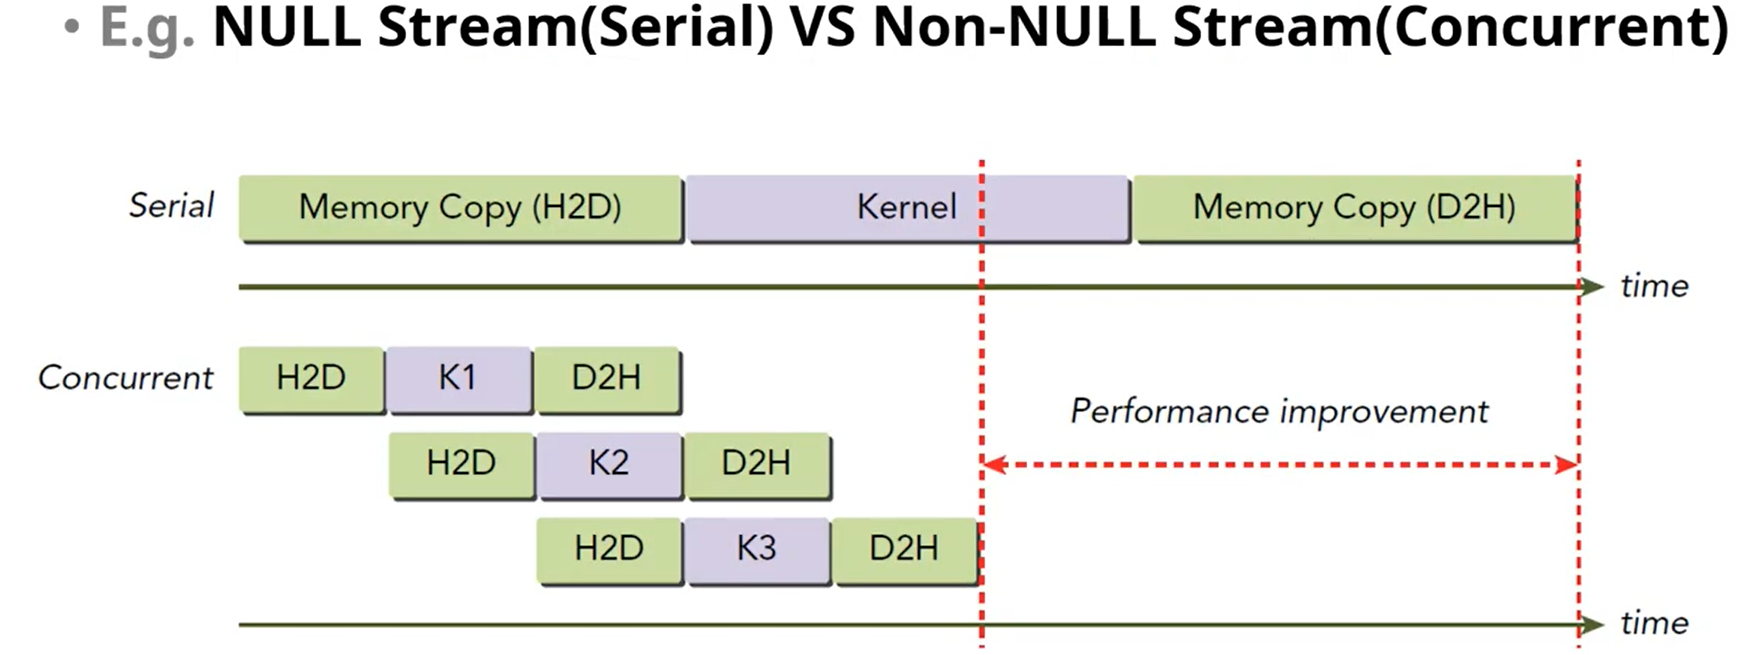 • E.g. NULL Stream(Serial) VS Non-NULL Stream(Concurrent)
Serial
Memory Copy (H2D)
Kernel
Memory Copy (D2H)
time
Concurrent
H2D
K1
D2H
Performance improvement
H2D
K2
D2H
H2D
K3
D2H
time